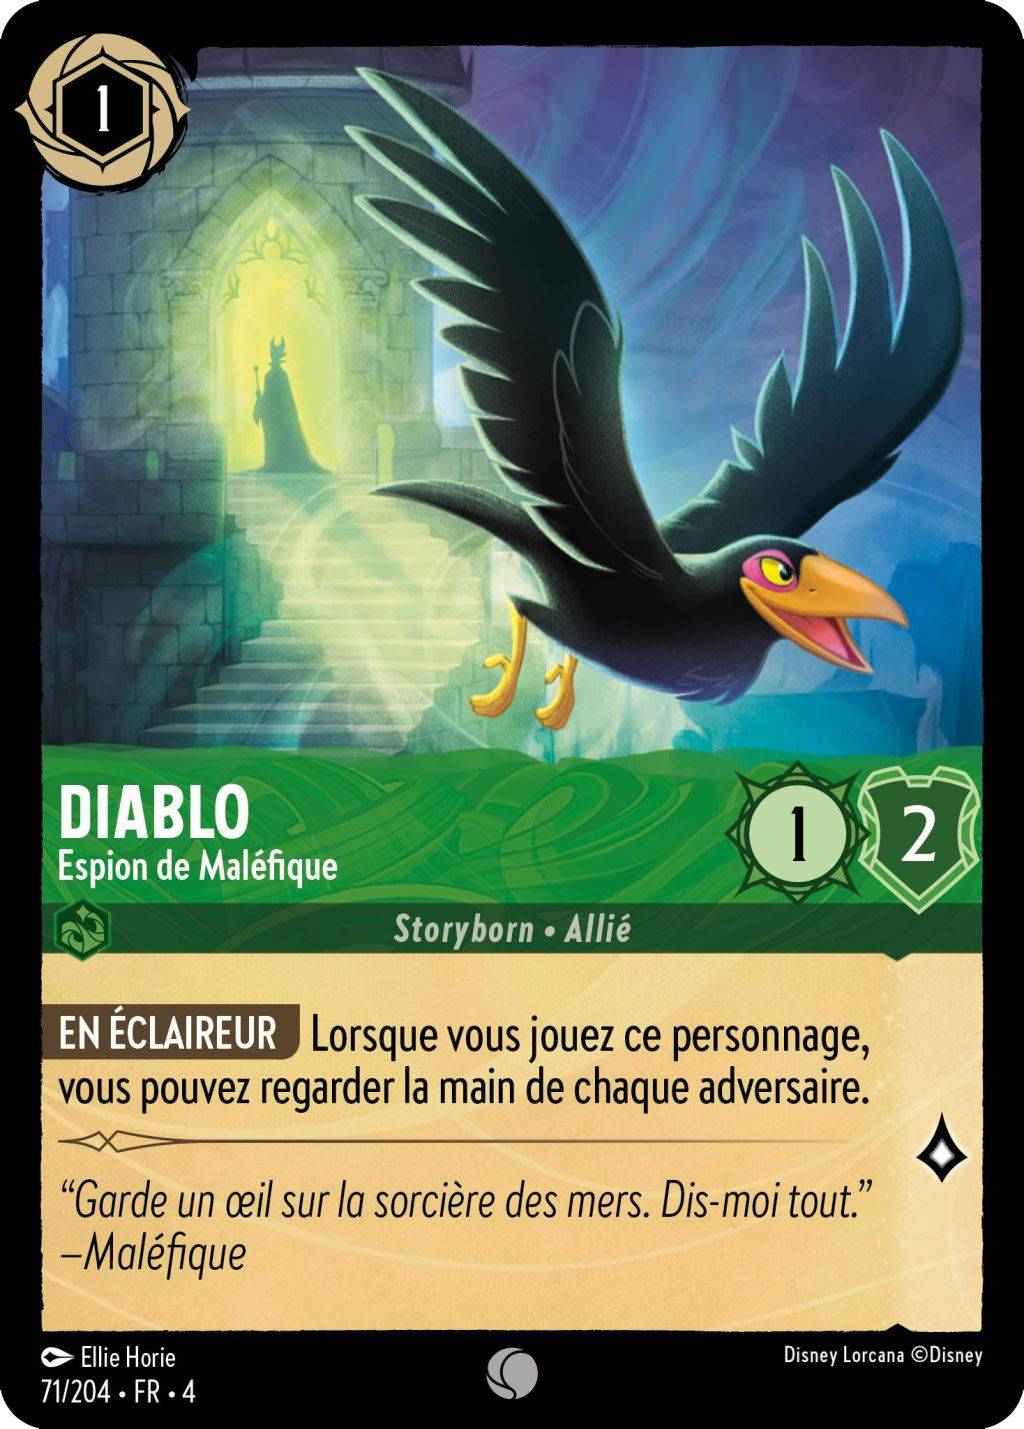 1
DIABLO
Espion de Maléfique
1
2
Storyborn • Allié
EN ÉCLAIREUR Lorsque vous jouez ce personnage,
vous pouvez regarder la main de chaque adversaire.
“Garde un œil sur la sorcière des mers. Dis-moi tout.”
–Maléfique
Ellie Horie
Disney Lorcana ©Disney
71/204 • FR • 4